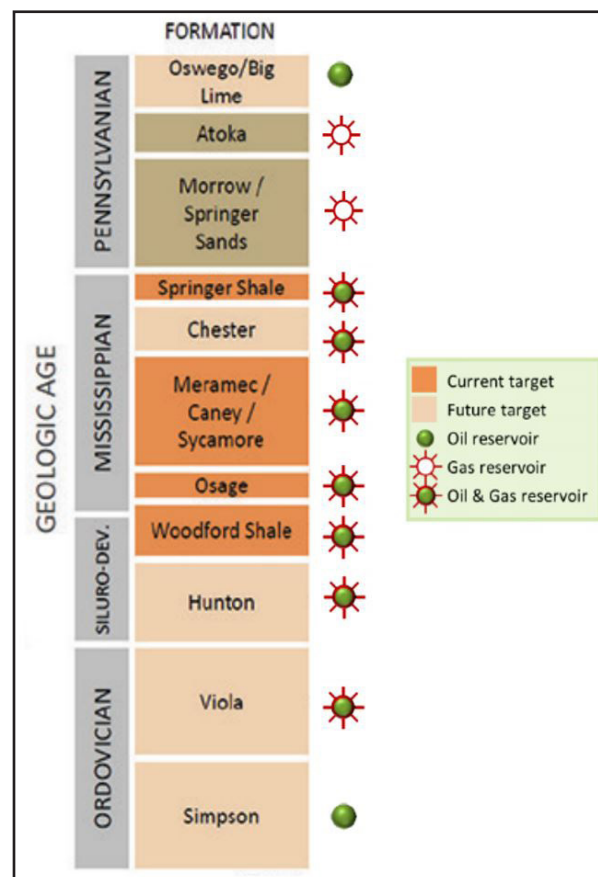 FORMATION
GEOLOGIC AGE
PENNSYLVANIAN
Oswego/Big
Lime
Atoka
Morrow /
Springer
Sands
MISSISSIPPIAN
Springer Shale
Chester
Meramec /
Caney /
Sycamore
Osage
SILURO-DEV.
Woodford Shale
Hunton
ORDOVICIAN
Viola
Simpson
Current target
Future target
Oil reservoir
Gas reservoir
Oil & Gas reservoir